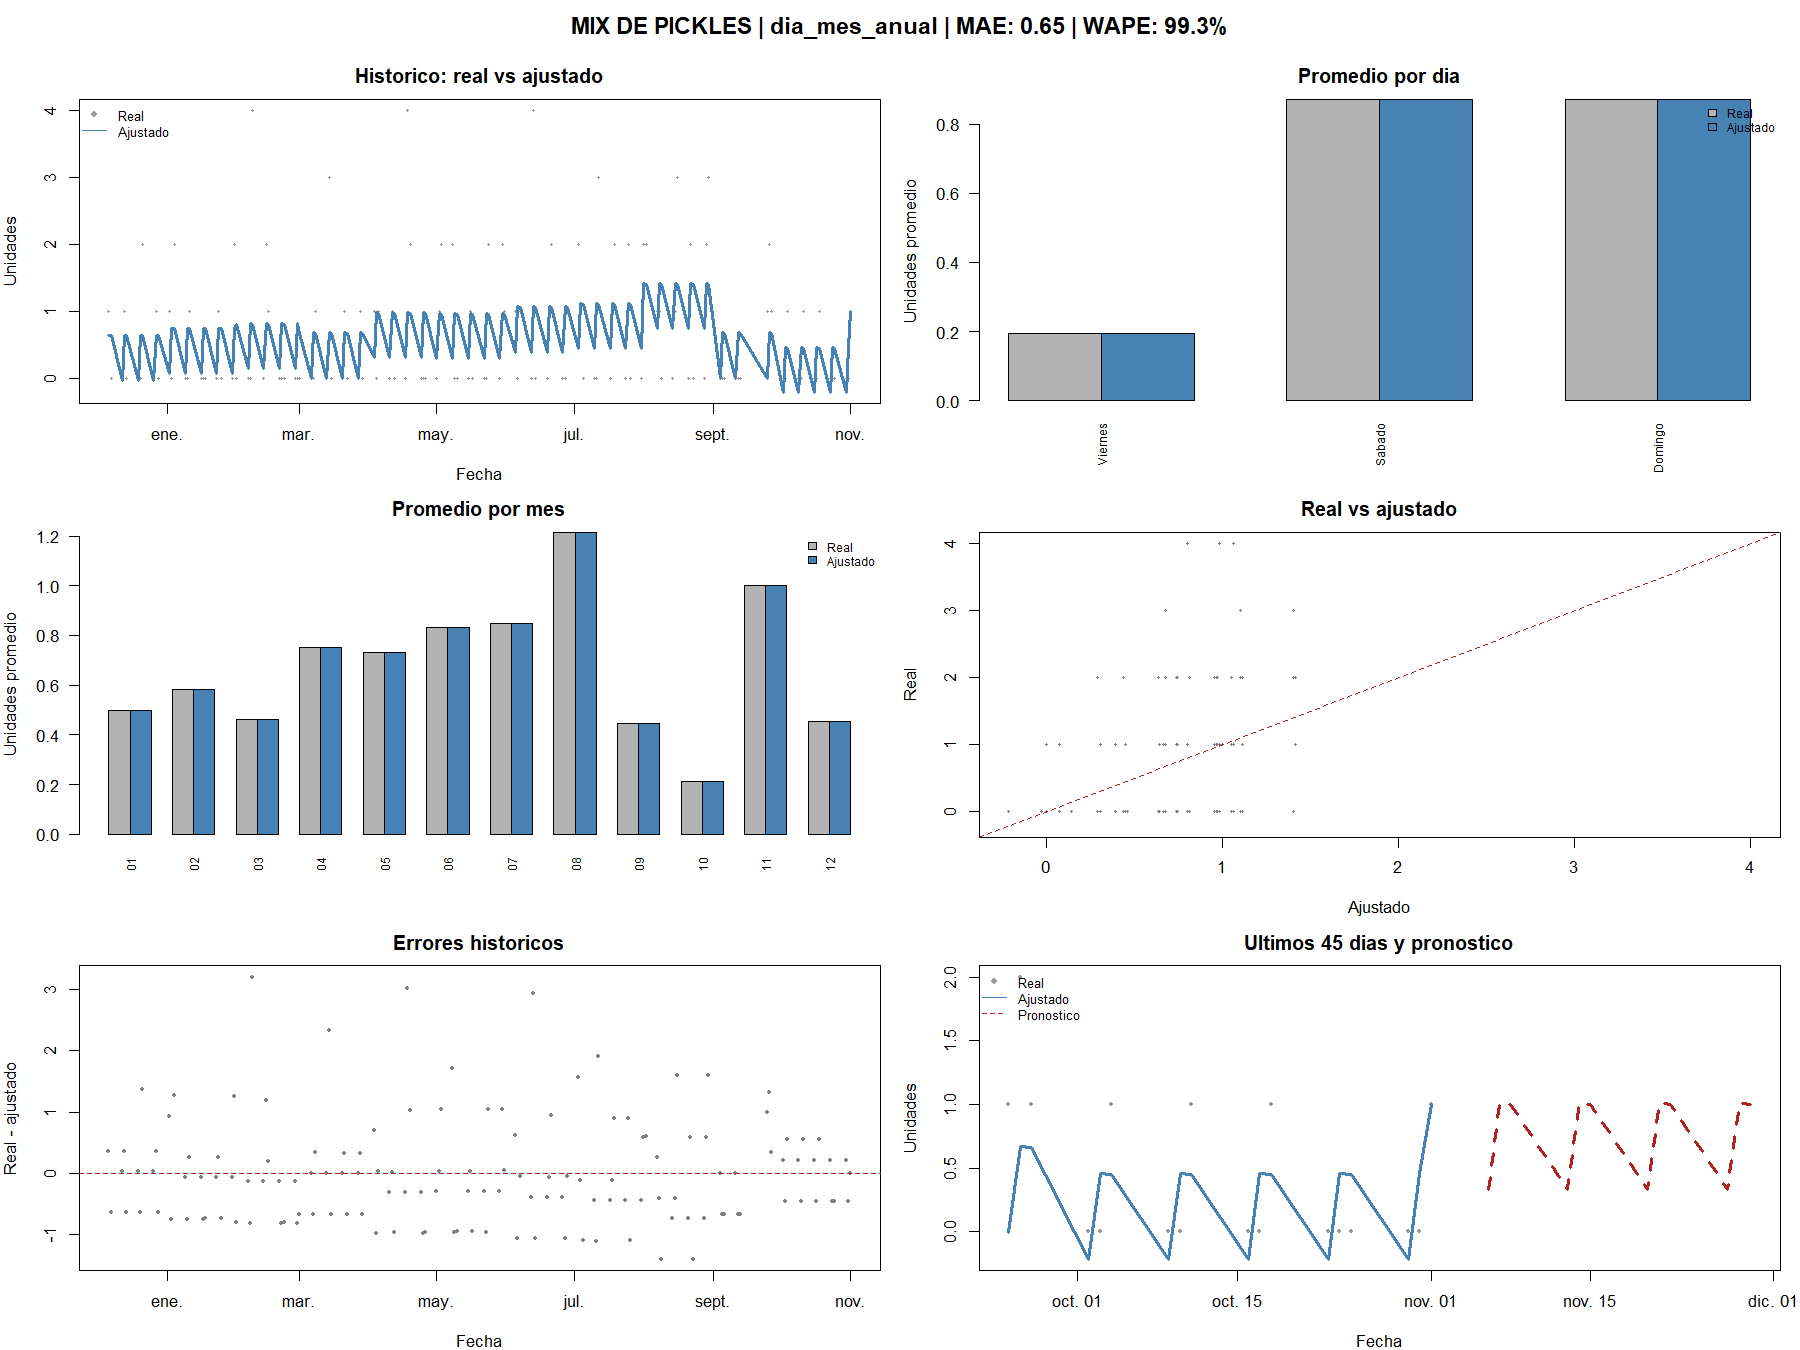 MIX DE PICKLES | dia_mes_anual | MAE: 0.65 | WAPE: 99.3%
Historico: real vs ajustado
Real
Ajustado
Unidades
4
3
2
1
0
ene. mar. may. jul. sept. nov.
Fecha
Promedio por dia
Real
Ajustado
Unidades promedio
0.8
0.6
0.4
0.2
0.0
Viernes Sabado Domingo
Promedio por mes
Real
Ajustado
Unidades promedio
1.2
1.0
0.8
0.6
0.4
0.2
0.0
01 02 03 04 05 06 07 08 09 10 11 12
Real vs ajustado
Real
4
3
2
1
0
0 1 2 3 4
Ajustado
Errores historicos
Real - ajustado
3
2
1
0
-1
ene. mar. may. jul. sept. nov.
Fecha
Ultimos 45 dias y pronostico
Real
Ajustado
Pronostico
Unidades
2.0
1.5
1.0
0.5
0.0
oct. 01 oct. 15 nov. 01 nov. 15 dic. 01
Fecha